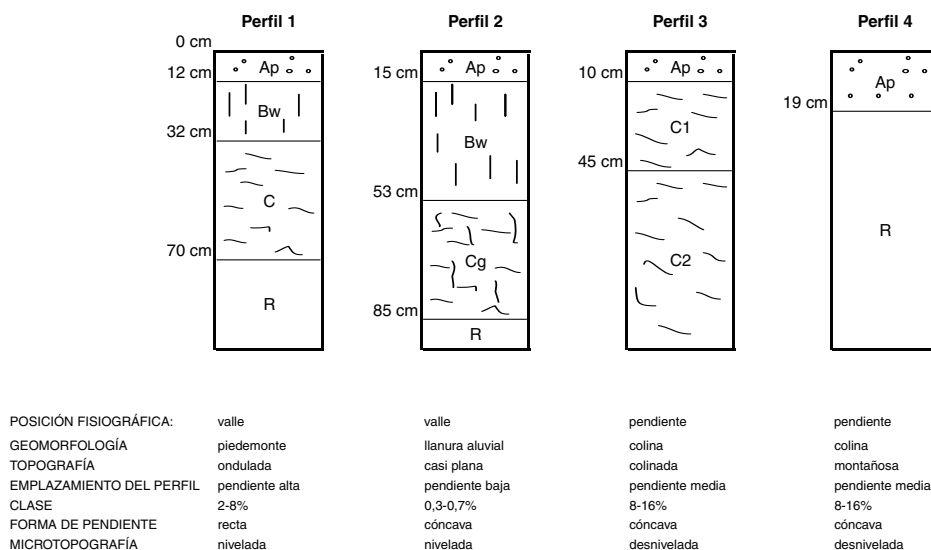 Perfil 1 Perfil 2 Perfil 3 Perfil 4
0 cm
12 cm Ap 15 cm Ap 10 cm Ap Ap
19 cm
Bw Bw C1
32 cm 45 cm
53 cm
C Cg C2 R
70 cm
85 cm
R R
POSICIÓN FISIOGRÁFICA: valle valle pendiente pendiente
GEOMORFOLOGÍA piedemonte llanura aluvial colina colina
TOPOGRAFÍA ondulada casi plana colinada montañosa
EMPLAZAMIENTO DEL PERFIL pendiente alta pendiente baja pendiente media pendiente media
CLASE 2-8% 0,3-0,7% 8-16% 8-16%
FORMA DE PENDIENTE recta cóncava cóncava cóncava
MICROTOPOGRAFÍA nivelada nivelada desnivelada desnivelada